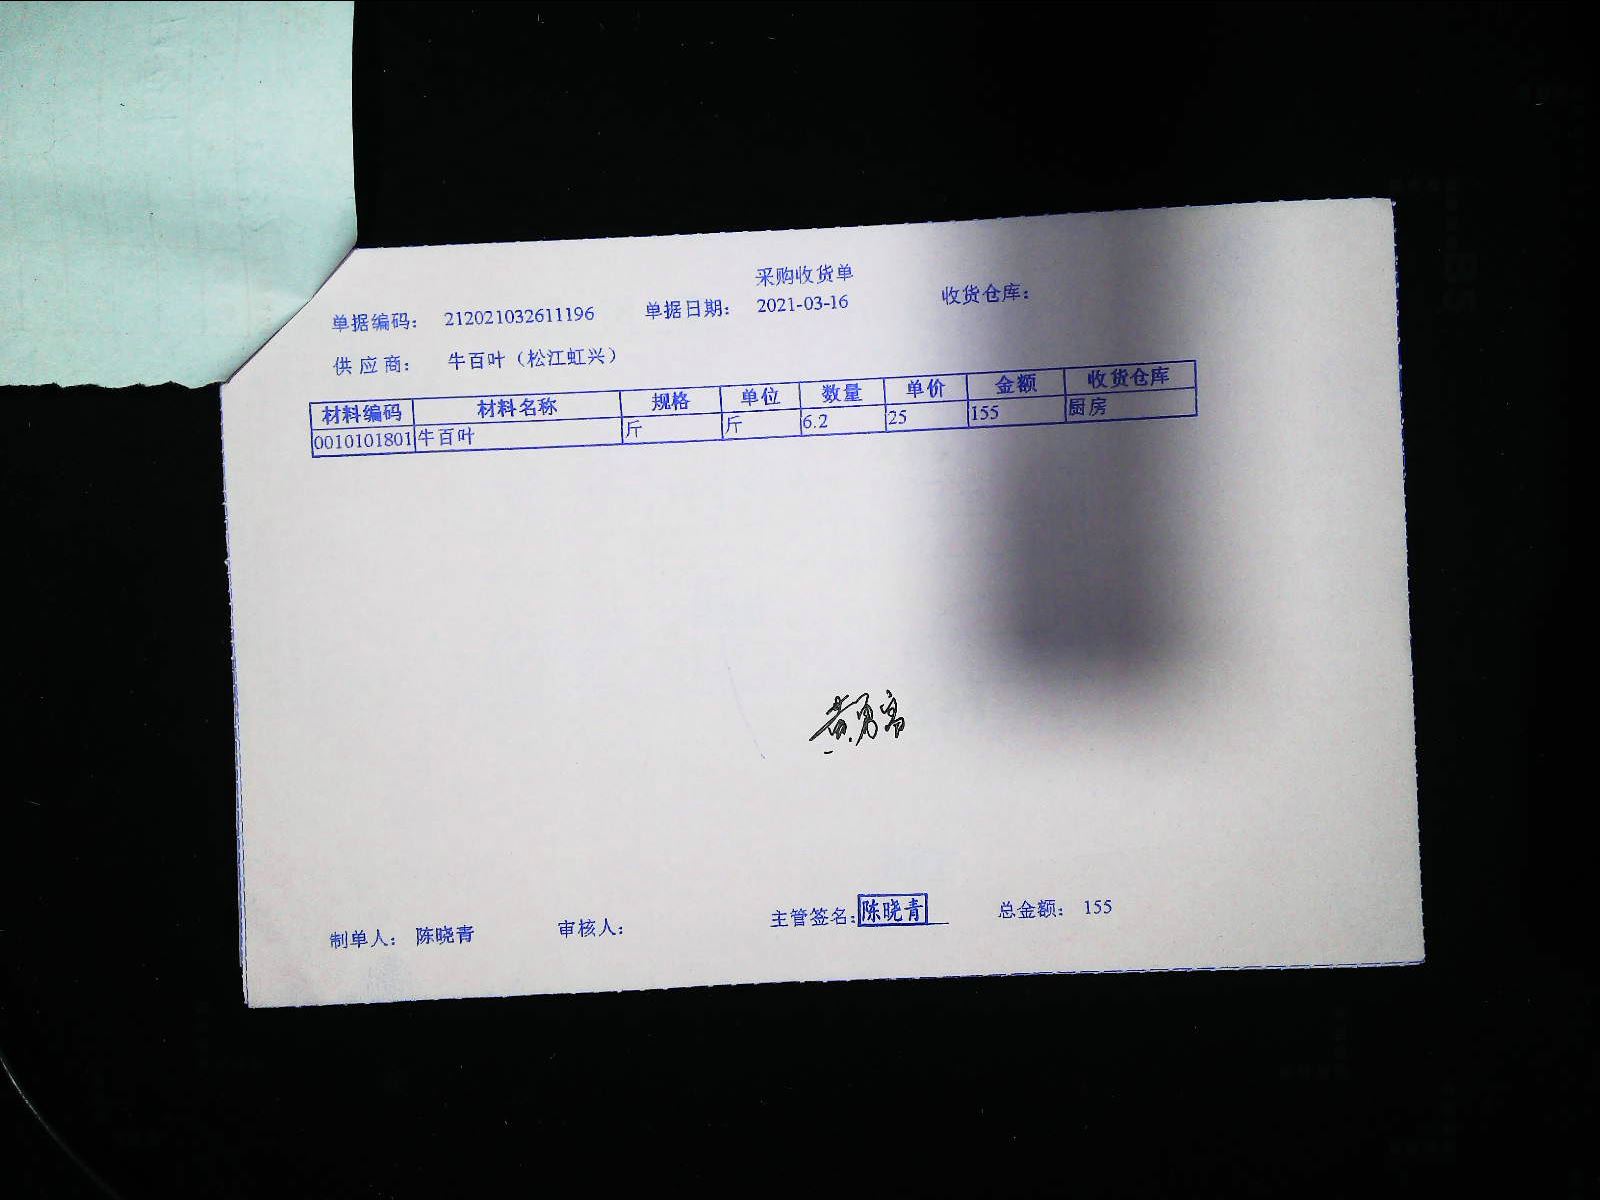 采购收货单
单据编码： 212021032611196 单据日期： 2021-03-16 收货仓库：
供应商： 牛百叶（松江虹兴）
材料编码 材料名称 规格 单位 数量 单价 金额 收货仓库
0010101801 牛百叶 斤 斤 6.2 25 155 厨房
黄勇高
制单人： 陈晓青 审核人： 主管签名： 陈晓青 总金额： 155